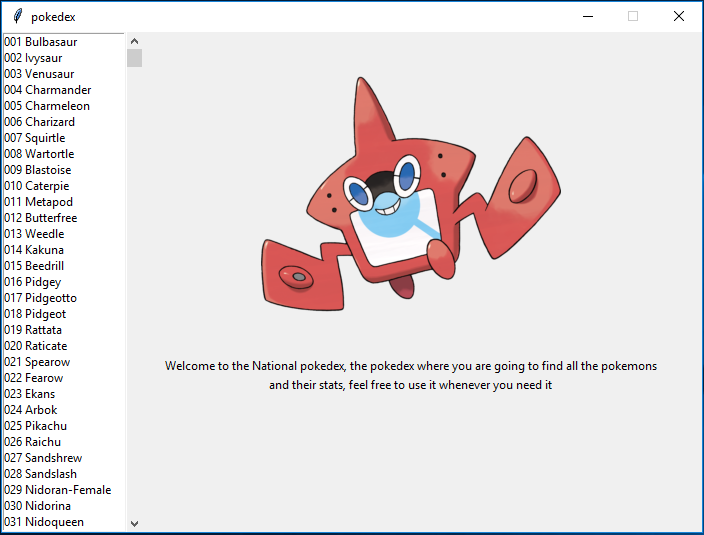 pokedex
001 Bulbasaur
002 Ivysaur
003 Venusaur
004 Charmander
005 Charmeleon
006 Charizard
007 Squirtle
008 Wartortle
009 Blastoise
010 Caterpie
011 Metapod
012 Butterfree
013 Weedle
014 Kakuna
015 Beedrill
016 Pidgey
017 Pidgeotto
018 Pidgeot
019 Rattata
020 Raticate
021 Spearow
022 Fearow
023 Ekans
024 Arbok
025 Pikachu
026 Raichu
027 Sandshrew
028 Sandslash
029 Nidoran-Female
030 Nidorina
031 Nidoqueen
Welcome to the National pokedex, the pokedex where you are going to find all the pokemons
and their stats, feel free to use it whenever you need it